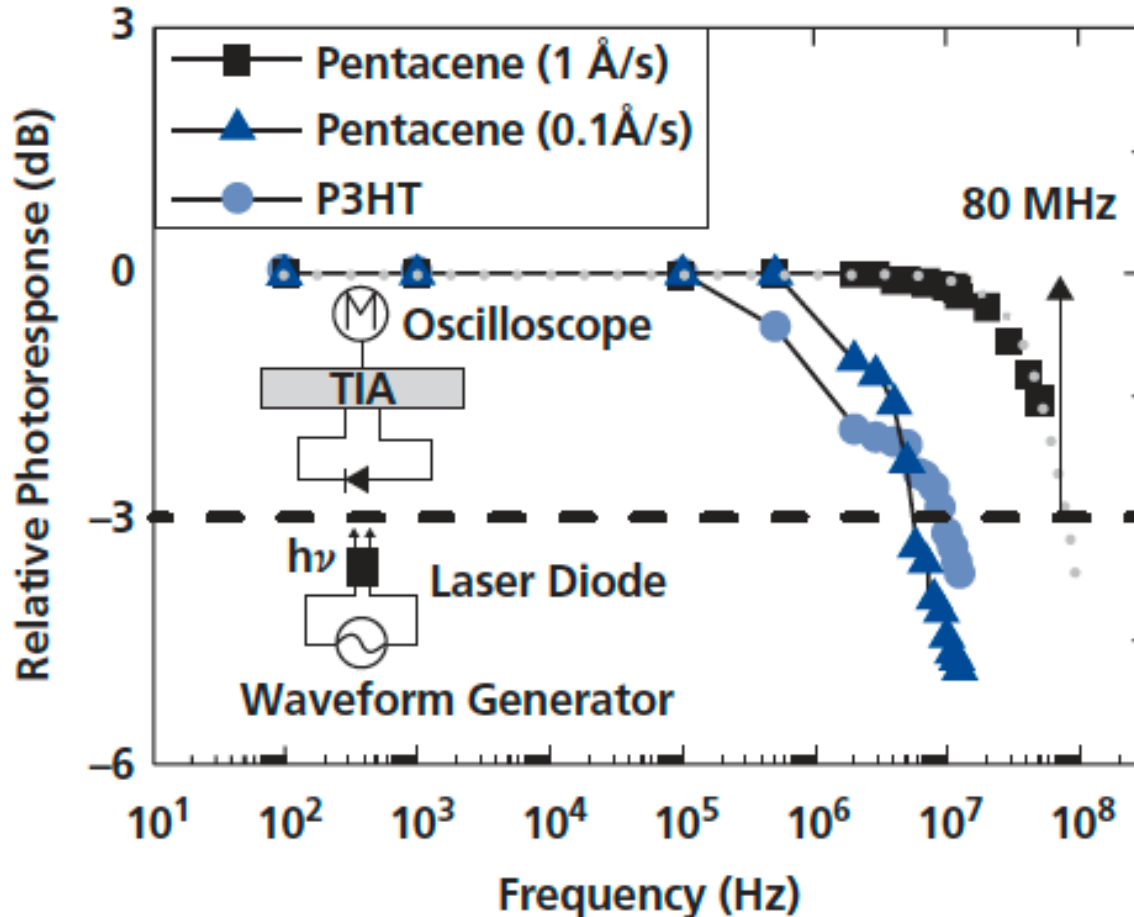 3
Pentacene (1 Å/s)
Pentacene (0.1Å/s)
P3HT
80 MHz
0
Oscilloscope
TIA
−3
hν
Laser Diode
Waveform Generator
−6
10¹ 10² 10³ 10⁴ 10⁵ 10⁶ 10⁷ 10⁸
Frequency (Hz)
Relative Photoresponse (dB)